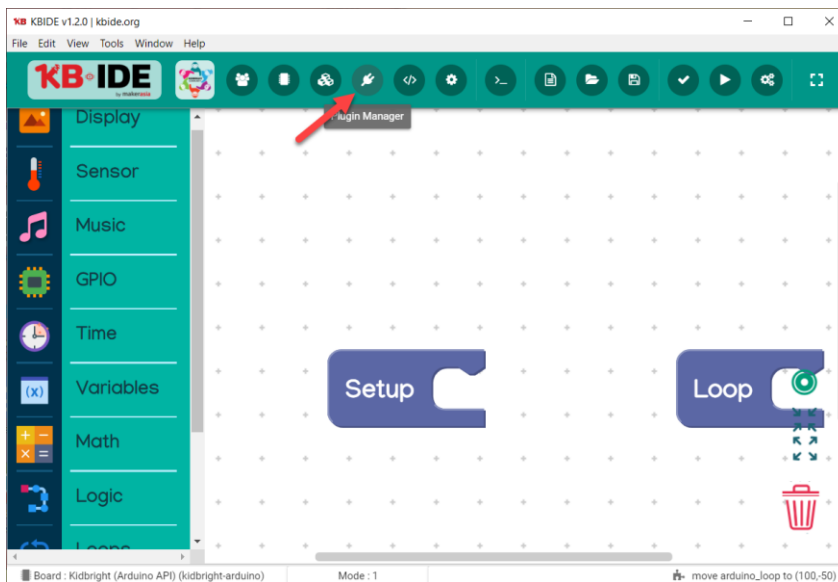 KB KBIDE v1.2.0 | kbide.org
File Edit View Tools Window Help
KB IDE
by makerasia
</> >_
Plugin Manager
Display
Sensor
Music
GPIO
Time
(x) Variables
Math
Logic
Loops
Setup
Loop
Board : Kidbright (Arduino API) (kidbright-arduino) Mode : 1 move arduino_loop to (100,-50)